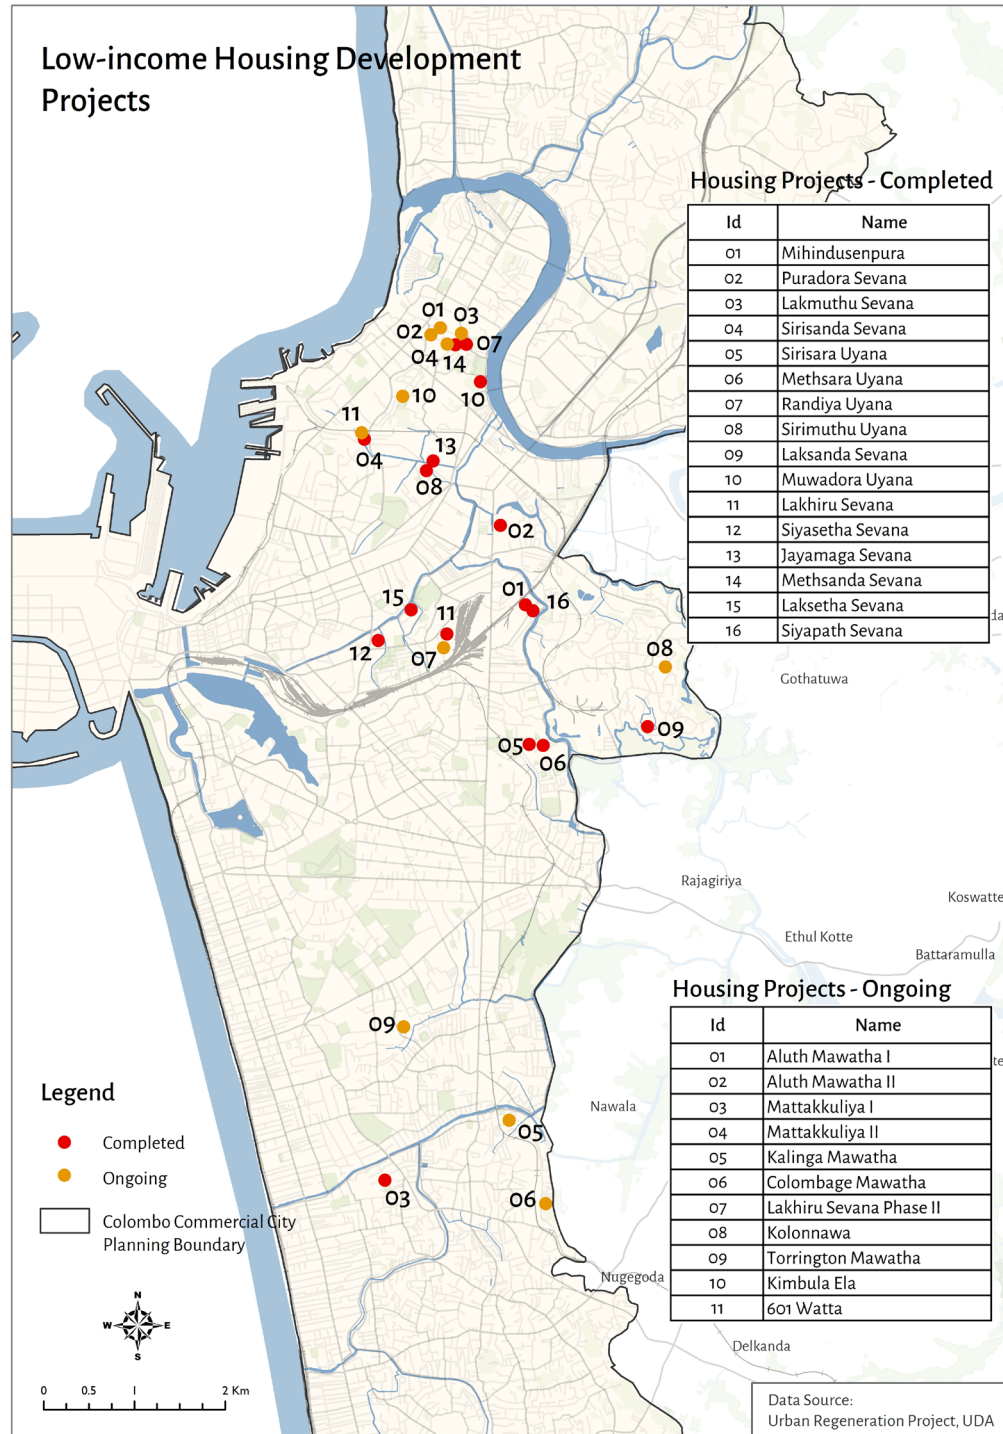 Low-income Housing Development
Projects
Housing Projects - Completed
Id Name
01 Mihindusenpura
02 Puradora Sevana
03 Lakmuthu Sevana
04 Sirisanda Sevana
05 Sirisara Uyana
06 Methsara Uyana
07 Randiya Uyana
08 Sirimuthu Uyana
09 Laksanda Sevana
10 Muwadora Uyana
11 Lakhiru Sevana
12 Siyasetha Sevana
13 Jayamaga Sevana
14 Methsanda Sevana
15 Laksetha Sevana
16 Siyapath Sevana
01
03
02
07
04
14
10
10
11
04
13
08
02
01
16
15
11
12
07
08
09
05
06
da
Gothatuwa
Rajagiriya
Koswatte
Ethul Kotte
Battaramulla
Housing Projects - Ongoing
Id Name
01 Aluth Mawatha I
02 Aluth Mawatha II
03 Mattakkuliya I
04 Mattakkuliya II
05 Kalinga Mawatha
06 Colombage Mawatha
07 Lakhiru Sevana Phase II
08 Kolonnawa
09 Torrington Mawatha
10 Kimbula Ela
11 601 Watta
09
te
Nawala
05
03
06
Nugegoda
Delkanda
Legend
Completed
Ongoing
Colombo Commercial City
Planning Boundary
N
W E
S
0 0.5 1 2 Km
Data Source:
Urban Regeneration Project, UDA